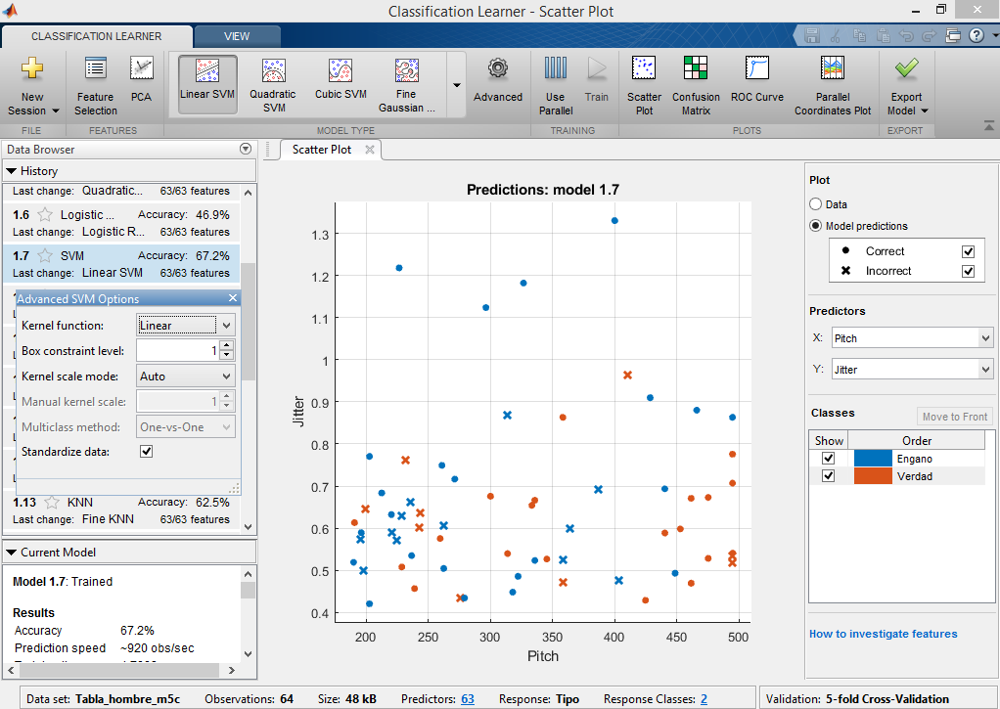 Classification Learner - Scatter Plot
CLASSIFICATION LEARNER
VIEW
New Session
Feature Selection
PCA
Linear SVM
Quadratic SVM
Cubic SVM
Fine Gaussian ...
Advanced
Use Parallel
Train
Scatter Plot
Confusion Matrix
ROC Curve
Parallel Coordinates Plot
Export Model
FILE
FEATURES
MODEL TYPE
TRAINING
PLOTS
EXPORT
Data Browser
History
Last change: Quadratic... 63/63 features
1.6 Logistic ... Accuracy: 46.9%
Last change: Logistic R... 63/63 features
1.7 SVM Accuracy: 67.2%
Last change: Linear SVM 63/63 features
Advanced SVM Options
Kernel function: Linear
Box constraint level: 1
Kernel scale mode: Auto
Manual kernel scale: 1
Multiclass method: One-vs-One
Standardize data:
1.13 KNN Accuracy: 62.5%
Last change: Fine KNN 63/63 features
Current Model
Model 1.7: Trained
Results
Accuracy 67.2%
Prediction speed ~920 obs/sec
Scatter Plot
Predictions: model 1.7
1.3
1.2
1.1
1
0.9
0.8
0.7
0.6
0.5
0.4
Jitter
200 250 300 350 400 450 500
Pitch
Plot
Data
Model predictions
Correct
Incorrect
Predictors
X: Pitch
Y: Jitter
Classes
Move to Front
Show Order
Engano
Verdad
How to investigate features
Data set: Tabla_hombre_m5c Observations: 64 Size: 48 kB Predictors: 63 Response: Tipo Response Classes: 2 Validation: 5-fold Cross-Validation